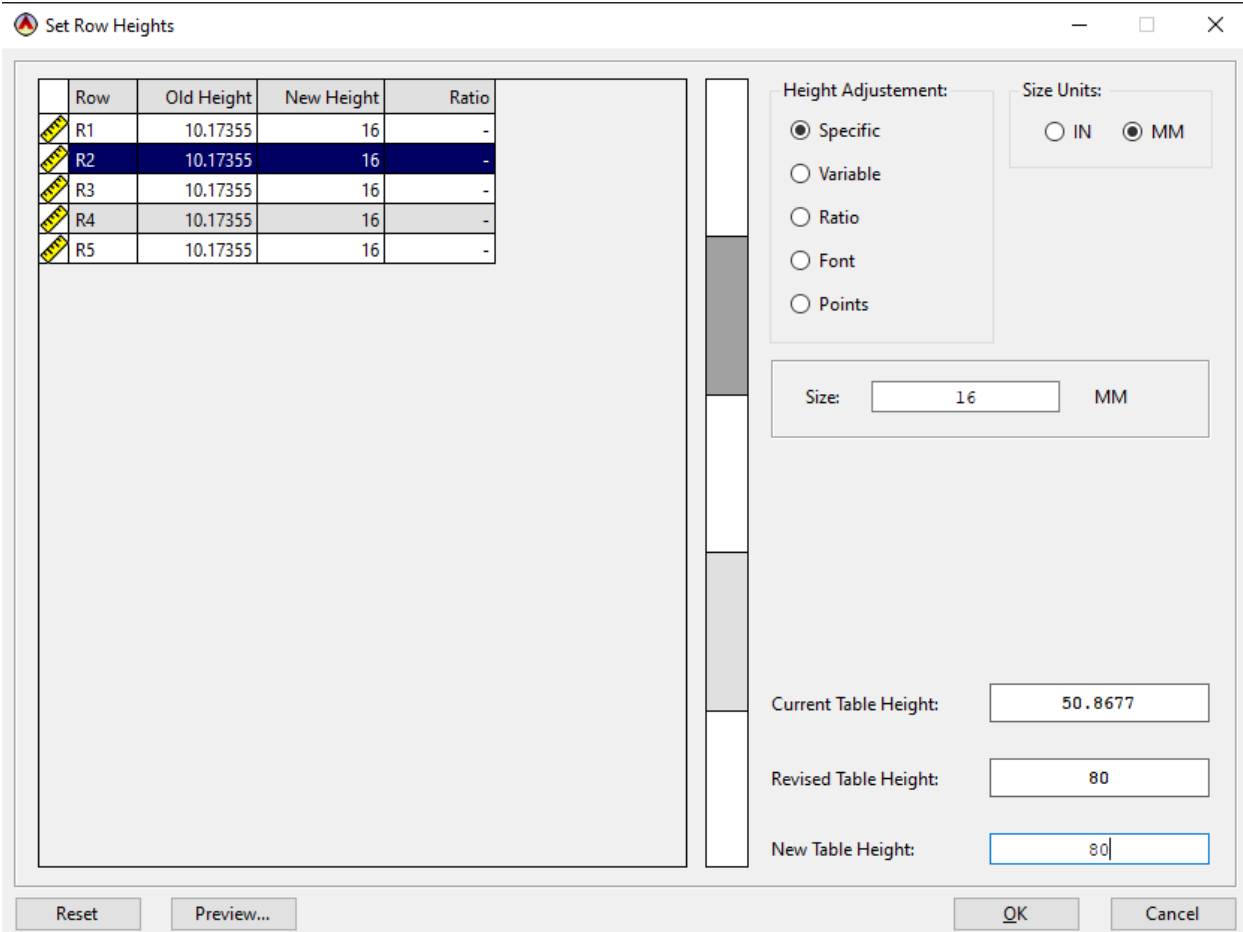 Set Row Heights
Row Old Height New Height Ratio
R1 10.17355 16 -
R2 10.17355 16 -
R3 10.17355 16 -
R4 10.17355 16 -
R5 10.17355 16 -
Height Adjustement:
Specific
Variable
Ratio
Font
Points
Size Units:
IN MM
Size: 16 MM
Current Table Height: 50.8677
Revised Table Height: 80
New Table Height: 80
Reset Preview... OK Cancel